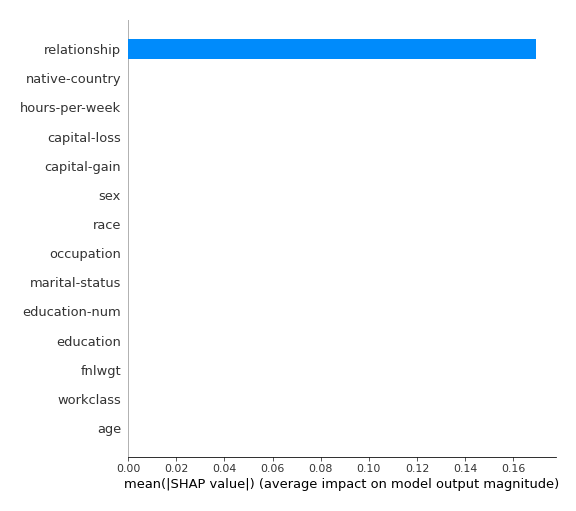 relationship
native-country
hours-per-week
capital-loss
capital-gain
sex
race
occupation
marital-status
education-num
education
fnlwgt
workclass
age
0.00 0.02 0.04 0.06 0.08 0.10 0.12 0.14 0.16
mean(|SHAP value|) (average impact on model output magnitude)